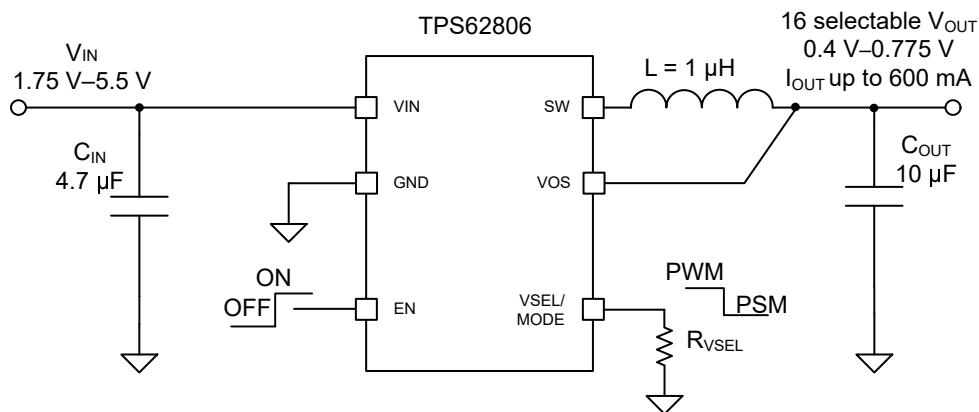 TPS62806
16 selectable VOUT
0.4 V–0.775 V
IOUT up to 600 mA
VIN
1.75 V–5.5 V
L = 1 µH
VIN
SW
CIN
4.7 µF
COUT
10 µF
GND
VOS
ON
OFF
EN
VSEL/
MODE
PWM
PSM
RVSEL